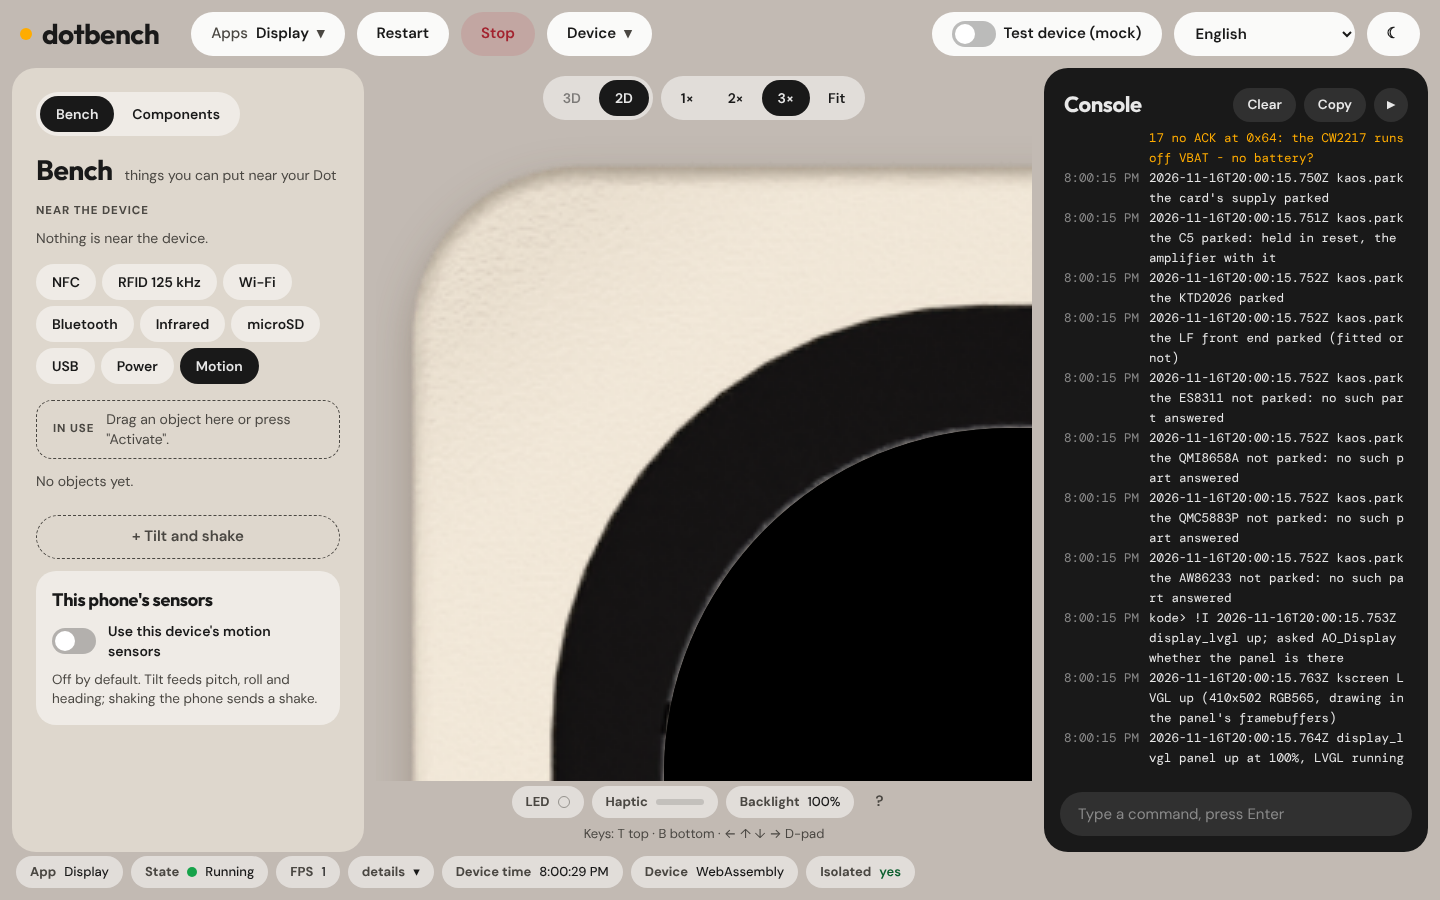 dotbench
Apps Display ▾
Restart
Stop
Device ▾
Test device (mock)
English
Bench
Components
Bench things you can put near your Dot
NEAR THE DEVICE
Nothing is near the device.
NFC
RFID 125 kHz
Wi-Fi
Bluetooth
Infrared
microSD
USB
Power
Motion
IN USE
Drag an object here or press
"Activate".
No objects yet.
+ Tilt and shake
This phone's sensors
Use this device's motion
sensors
Off by default. Tilt feeds pitch, roll and
heading; shaking the phone sends a shake.
3D
2D
1×
2×
3×
Fit
LED
Haptic
Backlight 100%
?
Keys: T top · B bottom · ← ↑ ↓ → D-pad
Console
Clear
Copy
17 no ACK at 0x64: the CW2217 runs
off VBAT - no battery?
8:00:15 PM 2026-11-16T20:00:15.750Z kaos.park
the card's supply parked
8:00:15 PM 2026-11-16T20:00:15.751Z kaos.park
the C5 parked: held in reset, the
amplifier with it
8:00:15 PM 2026-11-16T20:00:15.752Z kaos.park
the KTD2026 parked
8:00:15 PM 2026-11-16T20:00:15.752Z kaos.park
the LF front end parked (fitted or
not)
8:00:15 PM 2026-11-16T20:00:15.752Z kaos.park
the ES8311 not parked: no such par
t answered
8:00:15 PM 2026-11-16T20:00:15.752Z kaos.park
the QMI8658A not parked: no such p
art answered
8:00:15 PM 2026-11-16T20:00:15.752Z kaos.park
the QMC5883P not parked: no such p
art answered
8:00:15 PM 2026-11-16T20:00:15.752Z kaos.park
the AW86233 not parked: no such pa
rt answered
8:00:15 PM kode> !I 2026-11-16T20:00:15.753Z
display_lvgl up; asked AO_Display
whether the panel is there
8:00:15 PM 2026-11-16T20:00:15.763Z kscreen L
VGL up (410x502 RGB565, drawing in
the panel's framebuffers)
8:00:15 PM 2026-11-16T20:00:15.764Z display_l
vgl panel up at 100%, LVGL running
Type a command, press Enter
App Display
State Running
FPS 1
details ▾
Device time 8:00:29 PM
Device WebAssembly
Isolated yes